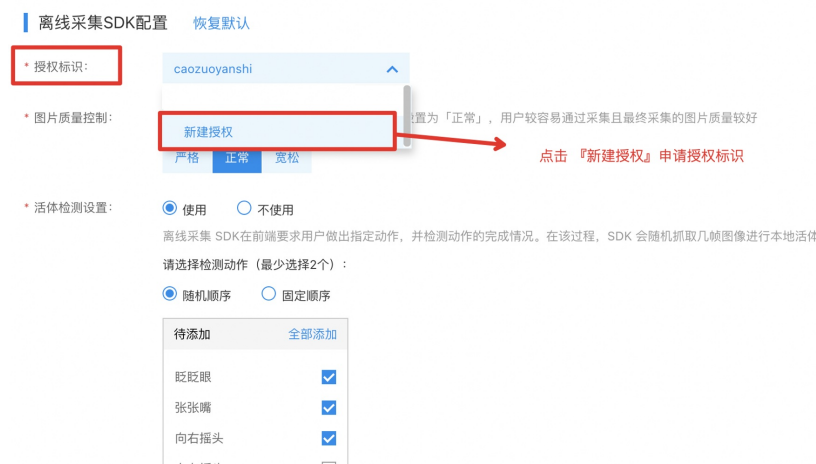 离线采集SDK配置 恢复默认
* 授权标识：
caozuoyanshi
* 图片质量控制：
置为「正常」，用户较容易通过采集且最终采集的图片质量较好
新建授权
点击 『新建授权』申请授权标识
严格 正常 宽松
* 活体检测设置：
使用 不使用
离线采集 SDK在前端要求用户做出指定动作，并检测动作的完成情况。在该过程，SDK 会随机抓取几帧图像进行本地活体
请选择检测动作（最少选择2个）：
随机顺序 固定顺序
待添加 全部添加
眨眨眼
张张嘴
向右摇头